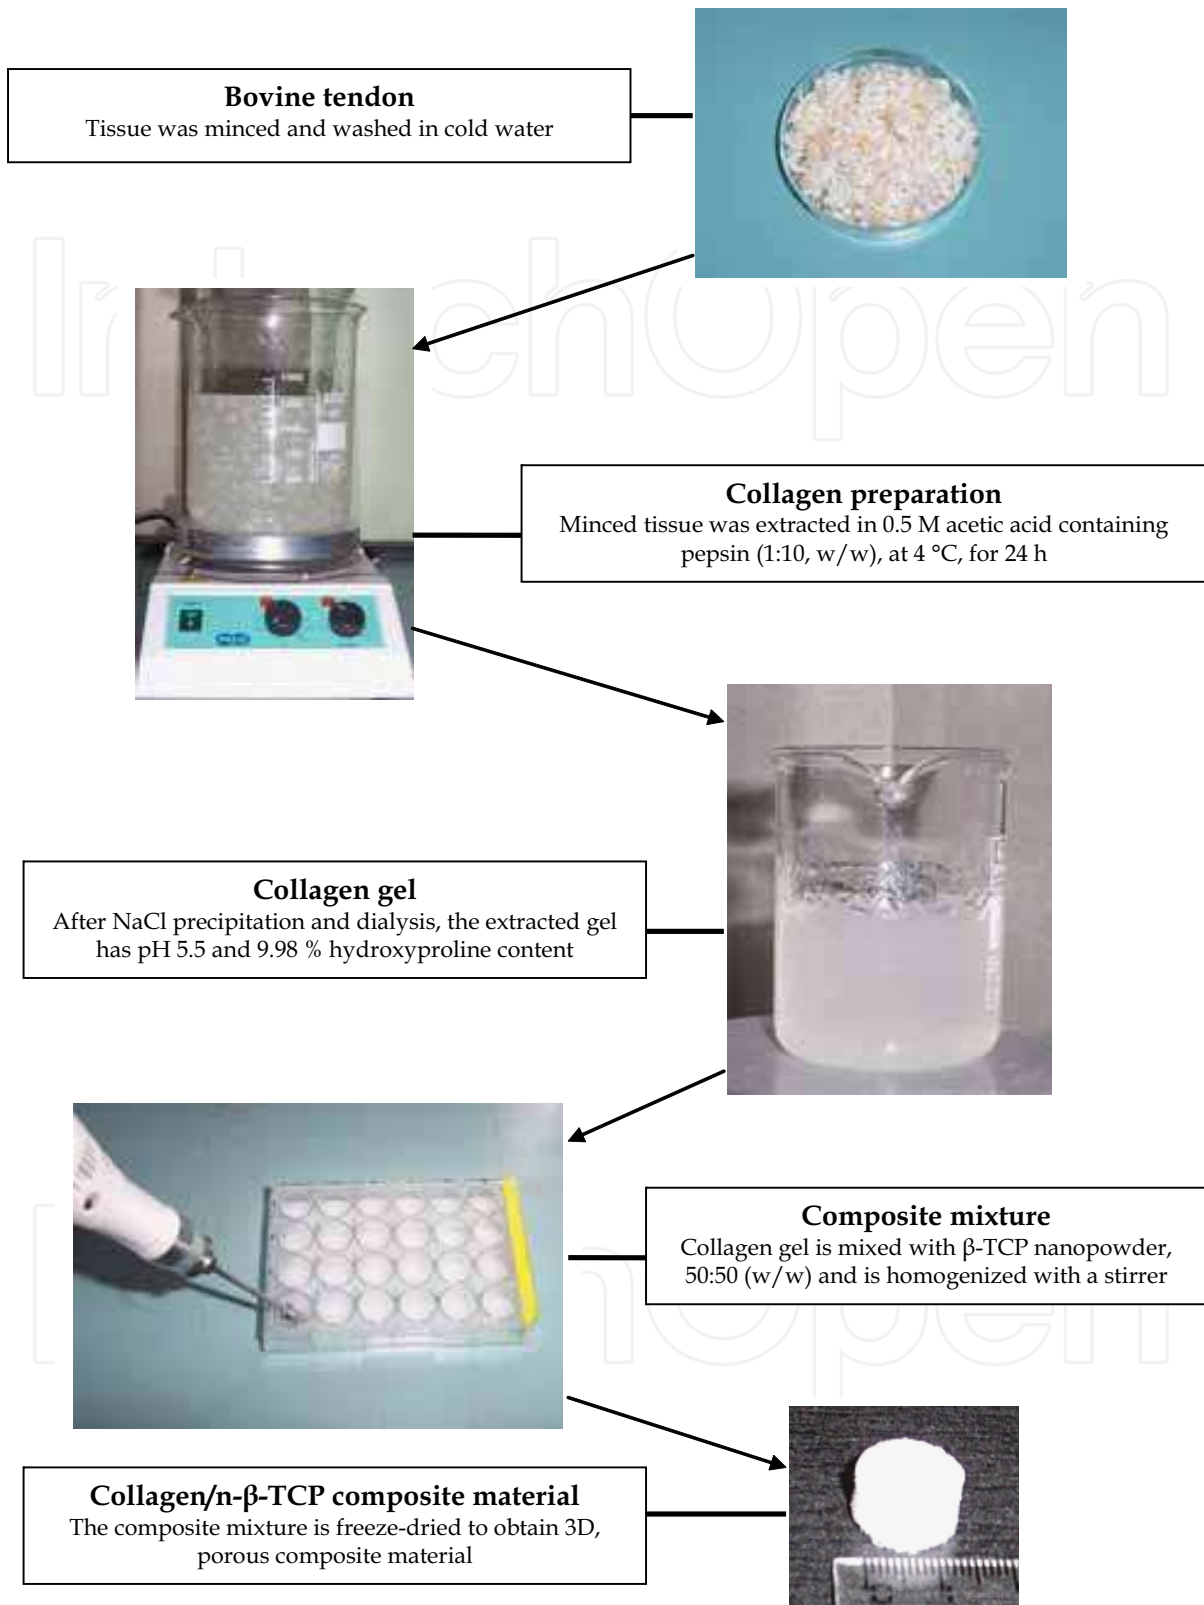 Bovine tendon
Tissue was minced and washed in cold water
Collagen preparation
Minced tissue was extracted in 0.5 M acetic acid containing
pepsin (1:10, w/w), at 4 °C, for 24 h
Collagen gel
After NaCl precipitation and dialysis, the extracted gel
has pH 5.5 and 9.98 % hydroxyproline content
Composite mixture
Collagen gel is mixed with β-TCP nanopowder,
50:50 (w/w) and is homogenized with a stirrer
Collagen/n-β-TCP composite material
The composite mixture is freeze-dried to obtain 3D,
porous composite material